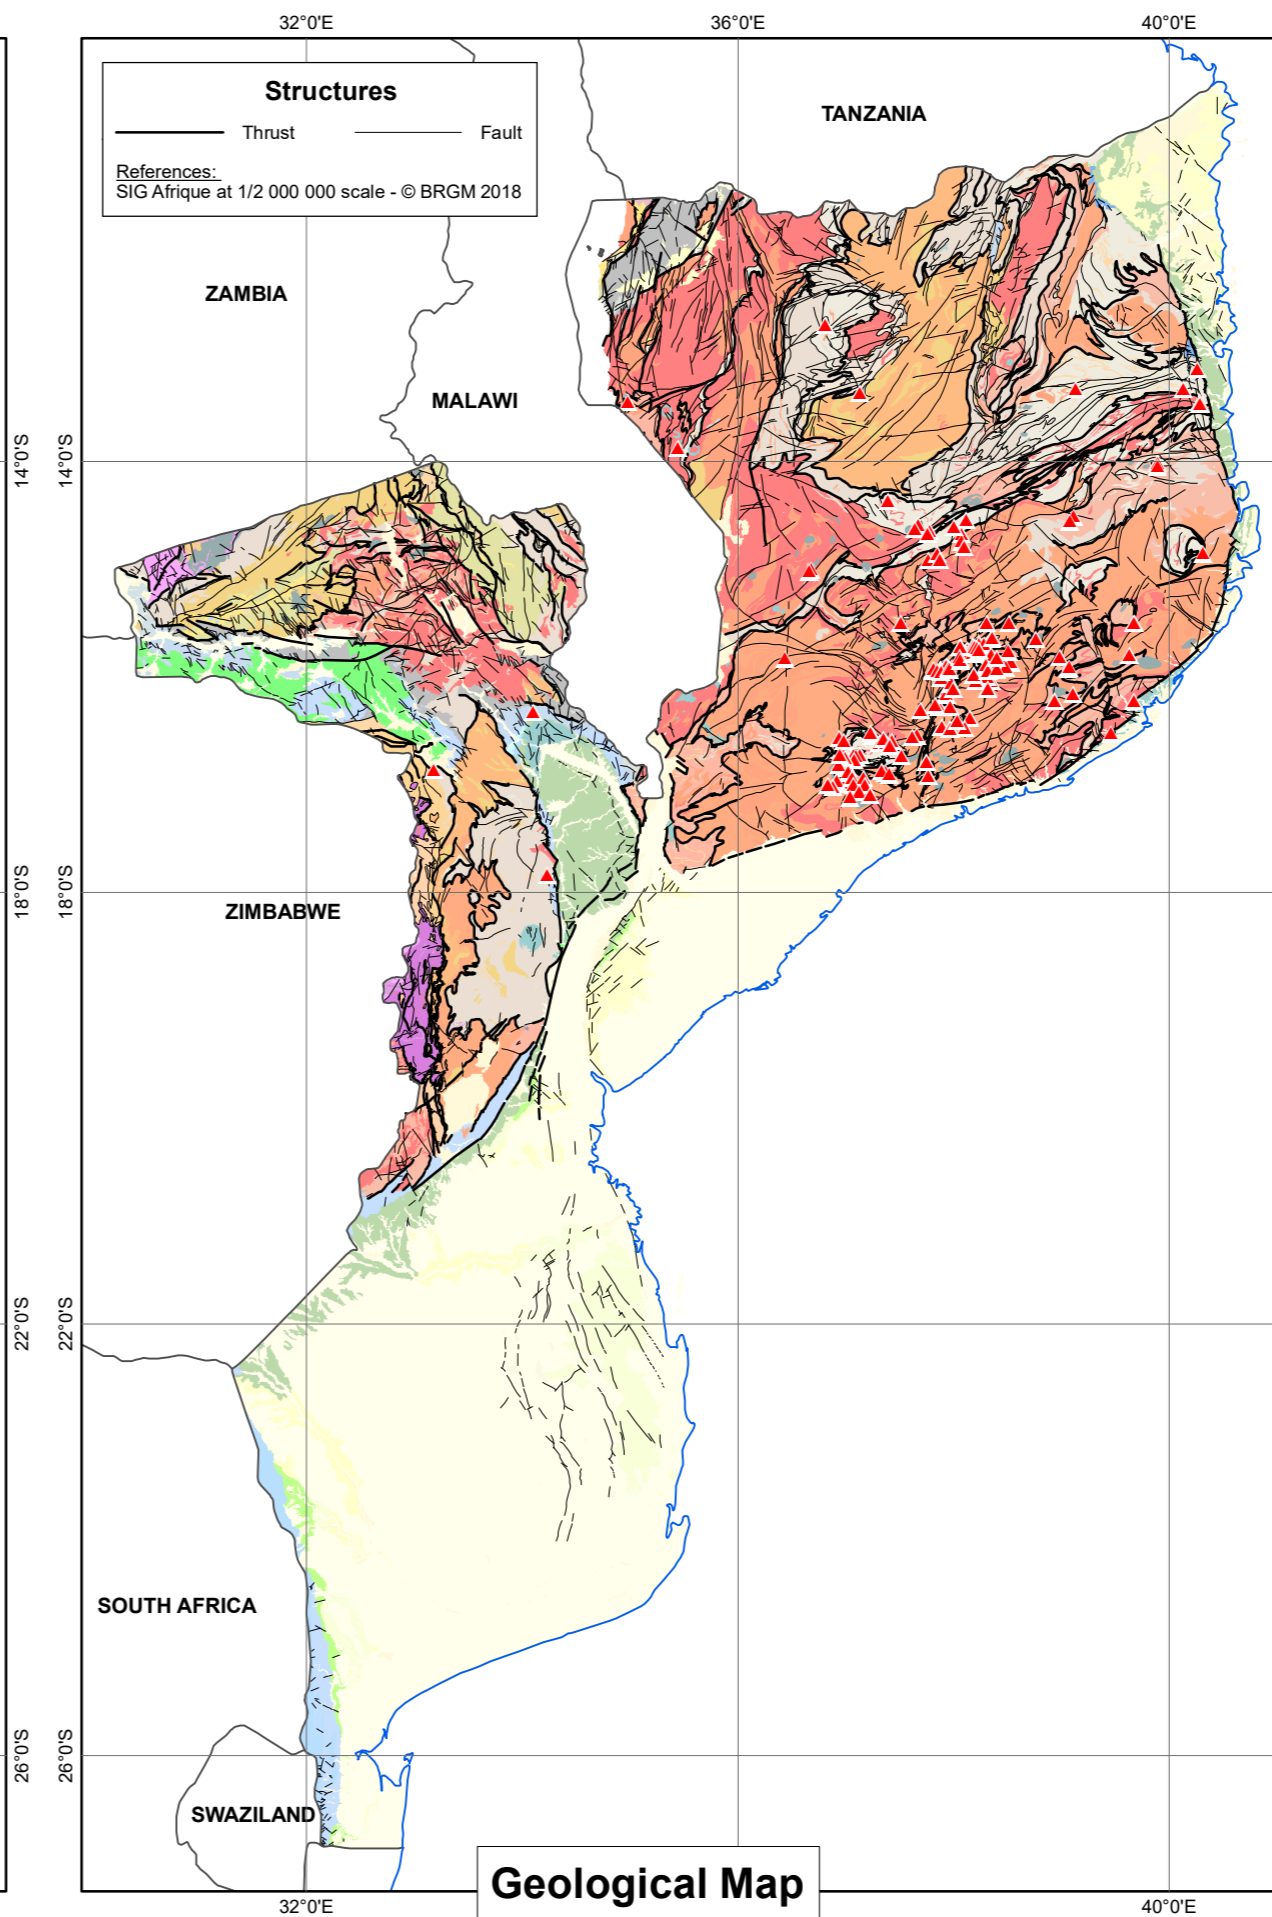 32°0'E
36°0'E
40°0'E
Structures
Thrust
Fault
References:
SIG Afrique at 1/2 000 000 scale - © BRGM 2018
TANZANIA
ZAMBIA
MALAWI
14°0'S
14°0'S
18°0'S
18°0'S
ZIMBABWE
22°0'S
22°0'S
SOUTH AFRICA
26°0'S
26°0'S
SWAZILAND
Geological Map
32°0'E
40°0'E